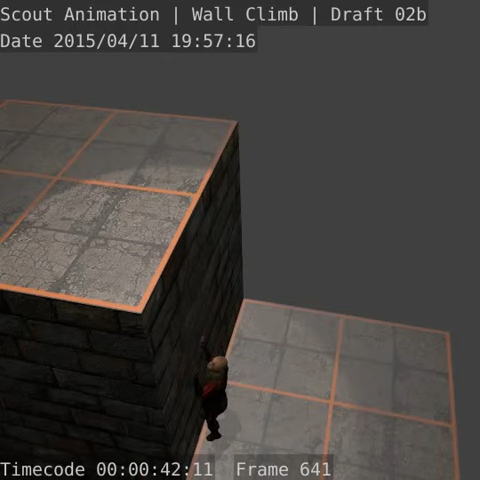 Scout Animation | Wall Climb | Draft 02b
Date 2015/04/11 19:57:16
Timecode 00:00:42:11 Frame 641